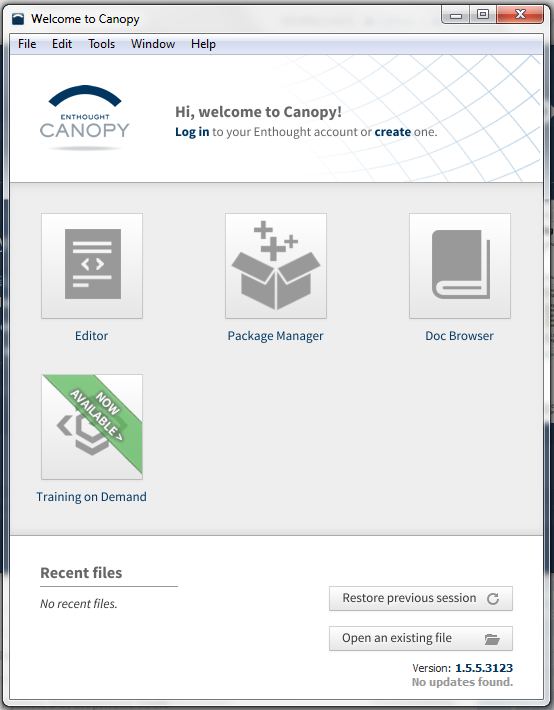 Welcome to Canopy
File Edit Tools Window Help
ENTHOUGHT
CANOPY
Hi, welcome to Canopy!
Log in to your Enthought account or create one.
Editor
Package Manager
Doc Browser
NOW
AVAILABLE >
Training on Demand
Recent files
No recent files.
Restore previous session
Open an existing file
Version: 1.5.5.3123
No updates found.